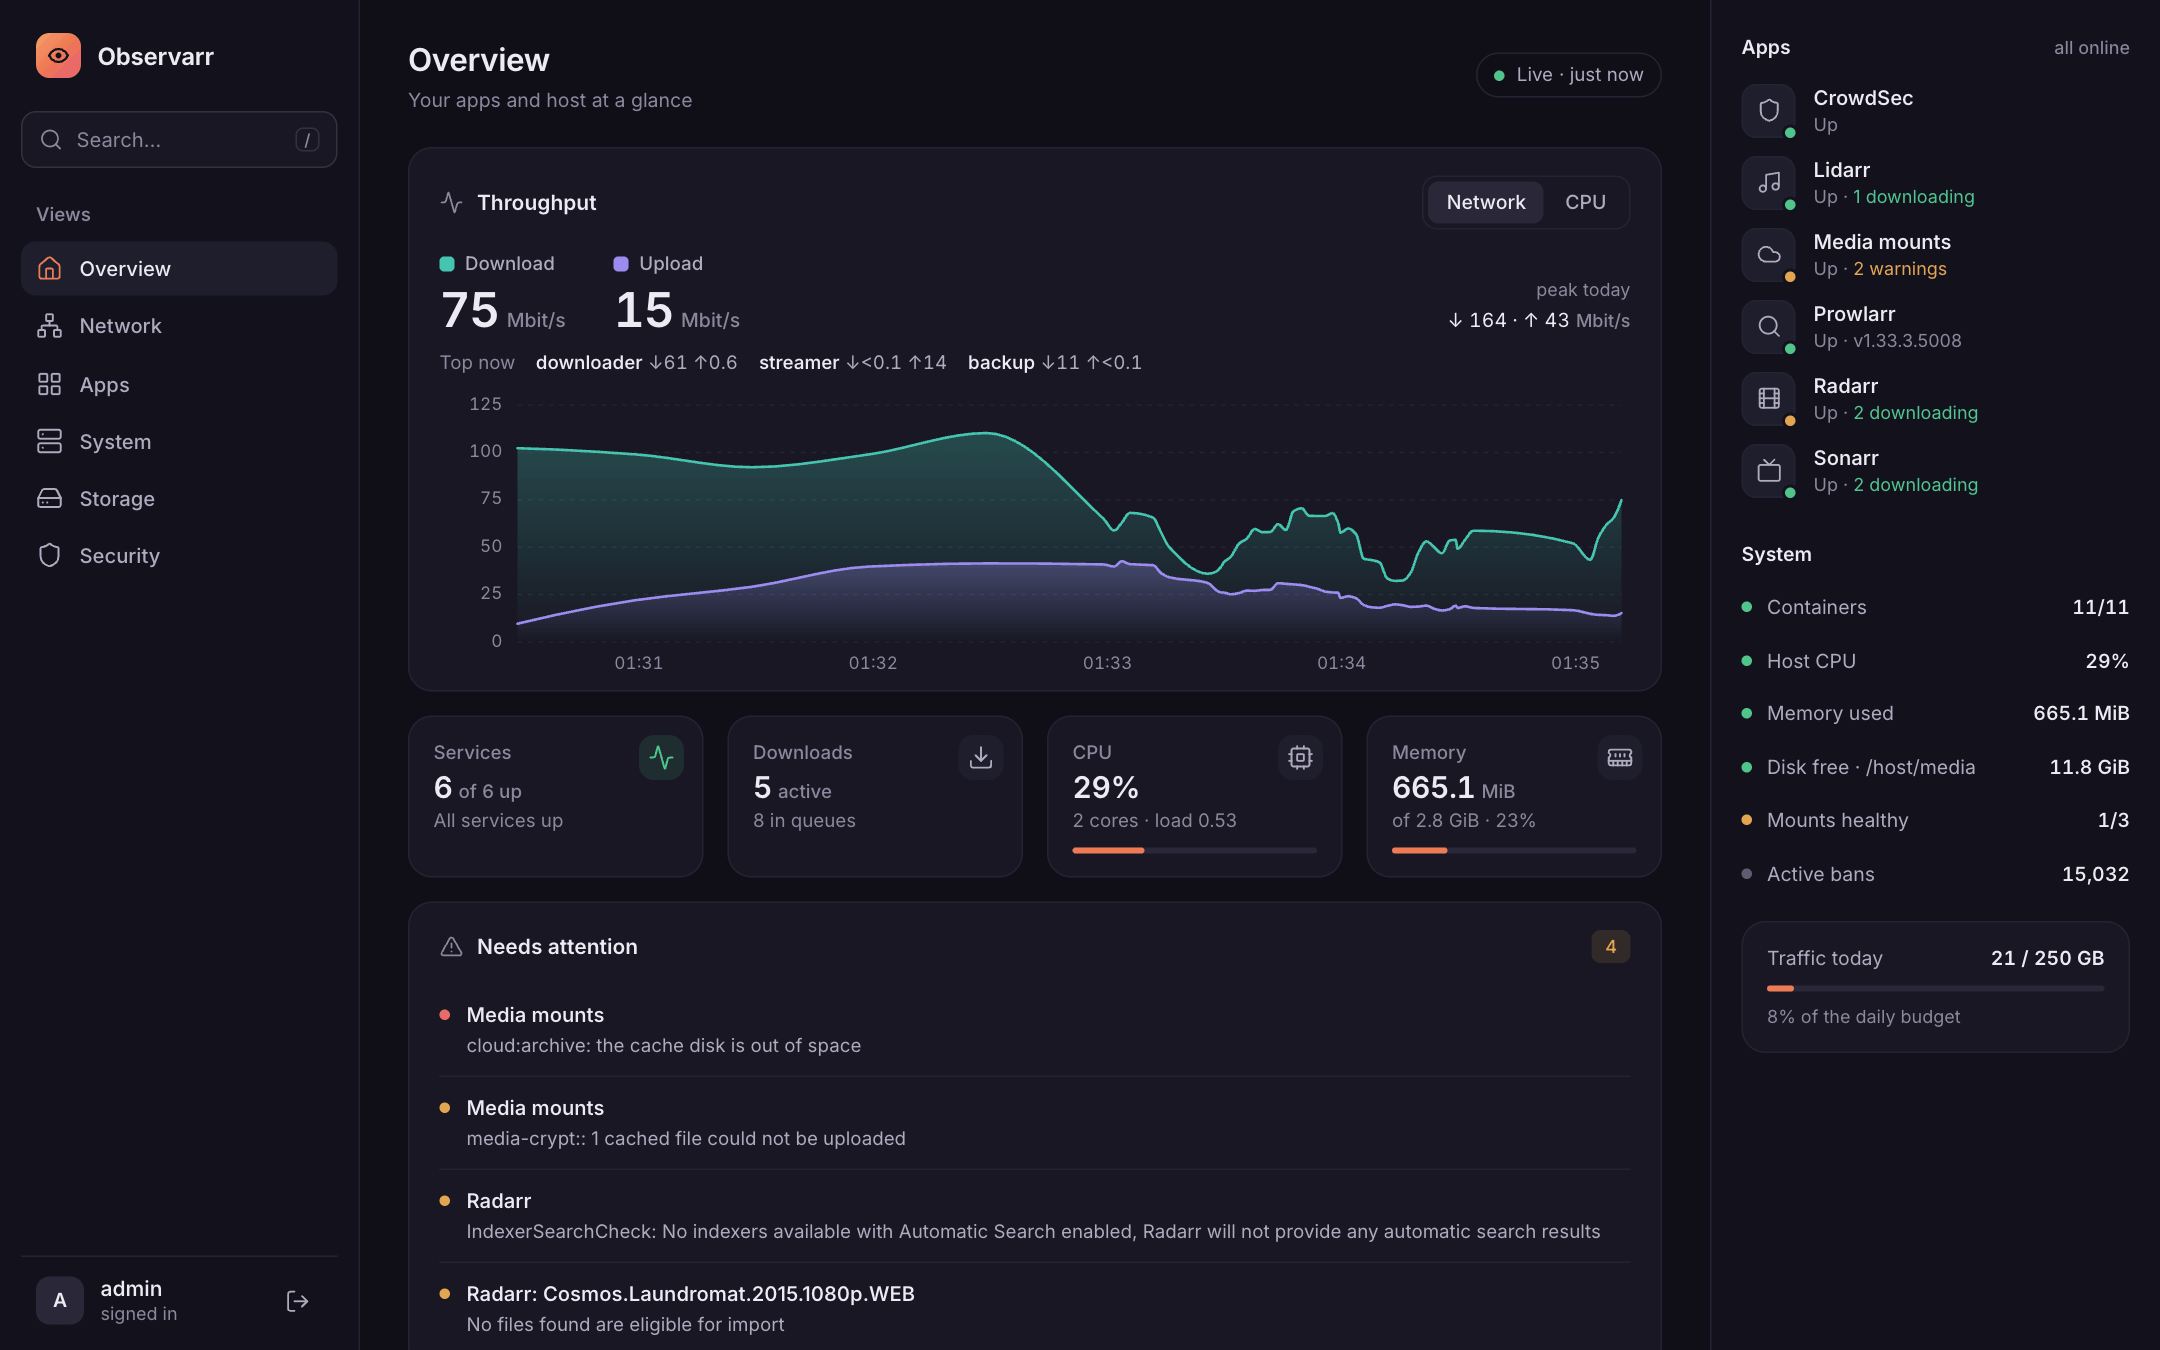 Observarr
Search...
/
Views
Overview
Network
Apps
System
Storage
Security
A
admin
signed in
Overview
Your apps and host at a glance
Live · just now
Throughput
Network
CPU
Download
Upload
75 Mbit/s
15 Mbit/s
peak today
↓ 164 · ↑ 43 Mbit/s
Top now downloader ↓61 ↑0.6 streamer ↓<0.1 ↑14 backup ↓11 ↑<0.1
125
100
75
50
25
0
01:31
01:32
01:33
01:34
01:35
Services
6 of 6 up
All services up
Downloads
5 active
8 in queues
CPU
29%
2 cores · load 0.53
Memory
665.1 MiB
of 2.8 GiB · 23%
Needs attention
4
Media mounts
cloud:archive: the cache disk is out of space
Media mounts
media-crypt:: 1 cached file could not be uploaded
Radarr
IndexerSearchCheck: No indexers available with Automatic Search enabled, Radarr will not provide any automatic search results
Radarr: Cosmos.Laundromat.2015.1080p.WEB
No files found are eligible for import
Apps
all online
CrowdSec
Up
Lidarr
Up · 1 downloading
Media mounts
Up · 2 warnings
Prowlarr
Up · v1.33.3.5008
Radarr
Up · 2 downloading
Sonarr
Up · 2 downloading
System
Containers 11/11
Host CPU 29%
Memory used 665.1 MiB
Disk free · /host/media 11.8 GiB
Mounts healthy 1/3
Active bans 15,032
Traffic today 21 / 250 GB
8% of the daily budget